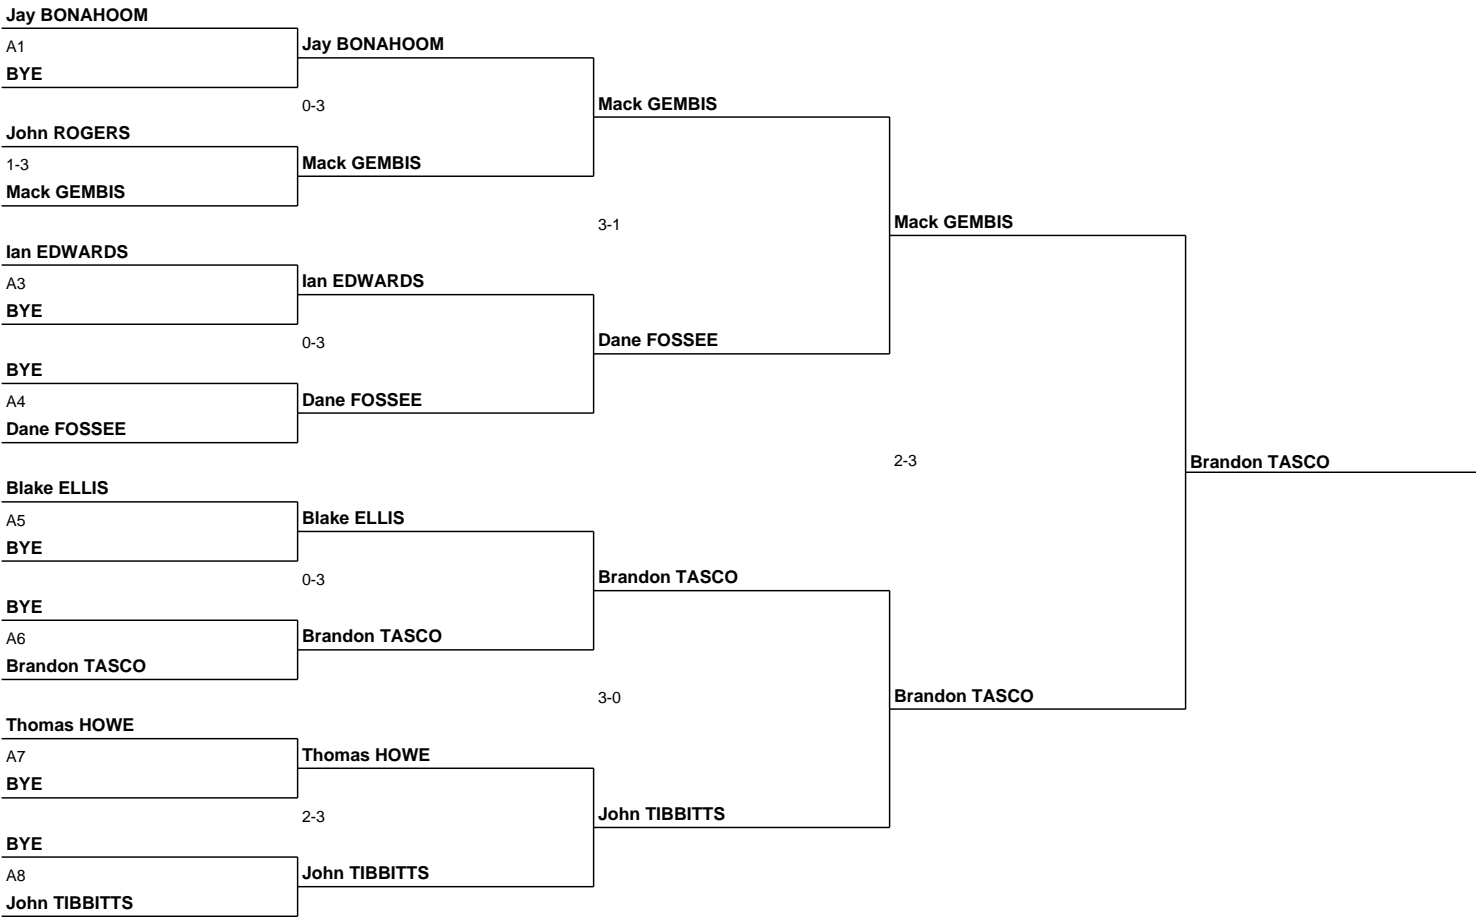 Jay BONAHOOM
A1
BYE
John ROGERS
1-3
Mack GEMBIS
Ian EDWARDS
A3
BYE
BYE
A4
Dane FOSSEE
Blake ELLIS
A5
BYE
BYE
A6
Brandon TASCO
Thomas HOWE
A7
BYE
BYE
A8
John TIBBITTS
Jay BONAHOOM
0-3
Mack GEMBIS
Ian EDWARDS
0-3
Dane FOSSEE
Blake ELLIS
0-3
Brandon TASCO
Thomas HOWE
2-3
John TIBBITTS
Mack GEMBIS
3-1
Dane FOSSEE
Brandon TASCO
3-0
John TIBBITTS
Mack GEMBIS
2-3
Brandon TASCO
Brandon TASCO